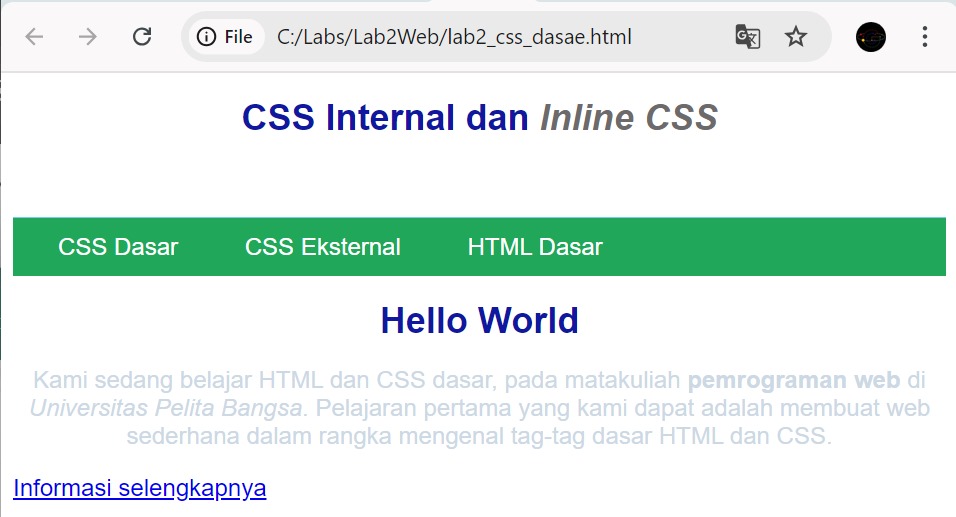 File C:/Labs/Lab2Web/lab2_css_dasae.html
CSS Internal dan Inline CSS
CSS Dasar CSS Eksternal HTML Dasar
Hello World
Kami sedang belajar HTML dan CSS dasar, pada matakuliah pemrograman web di
Universitas Pelita Bangsa. Pelajaran pertama yang kami dapat adalah membuat web
sederhana dalam rangka mengenal tag-tag dasar HTML dan CSS.
Informasi selengkapnya